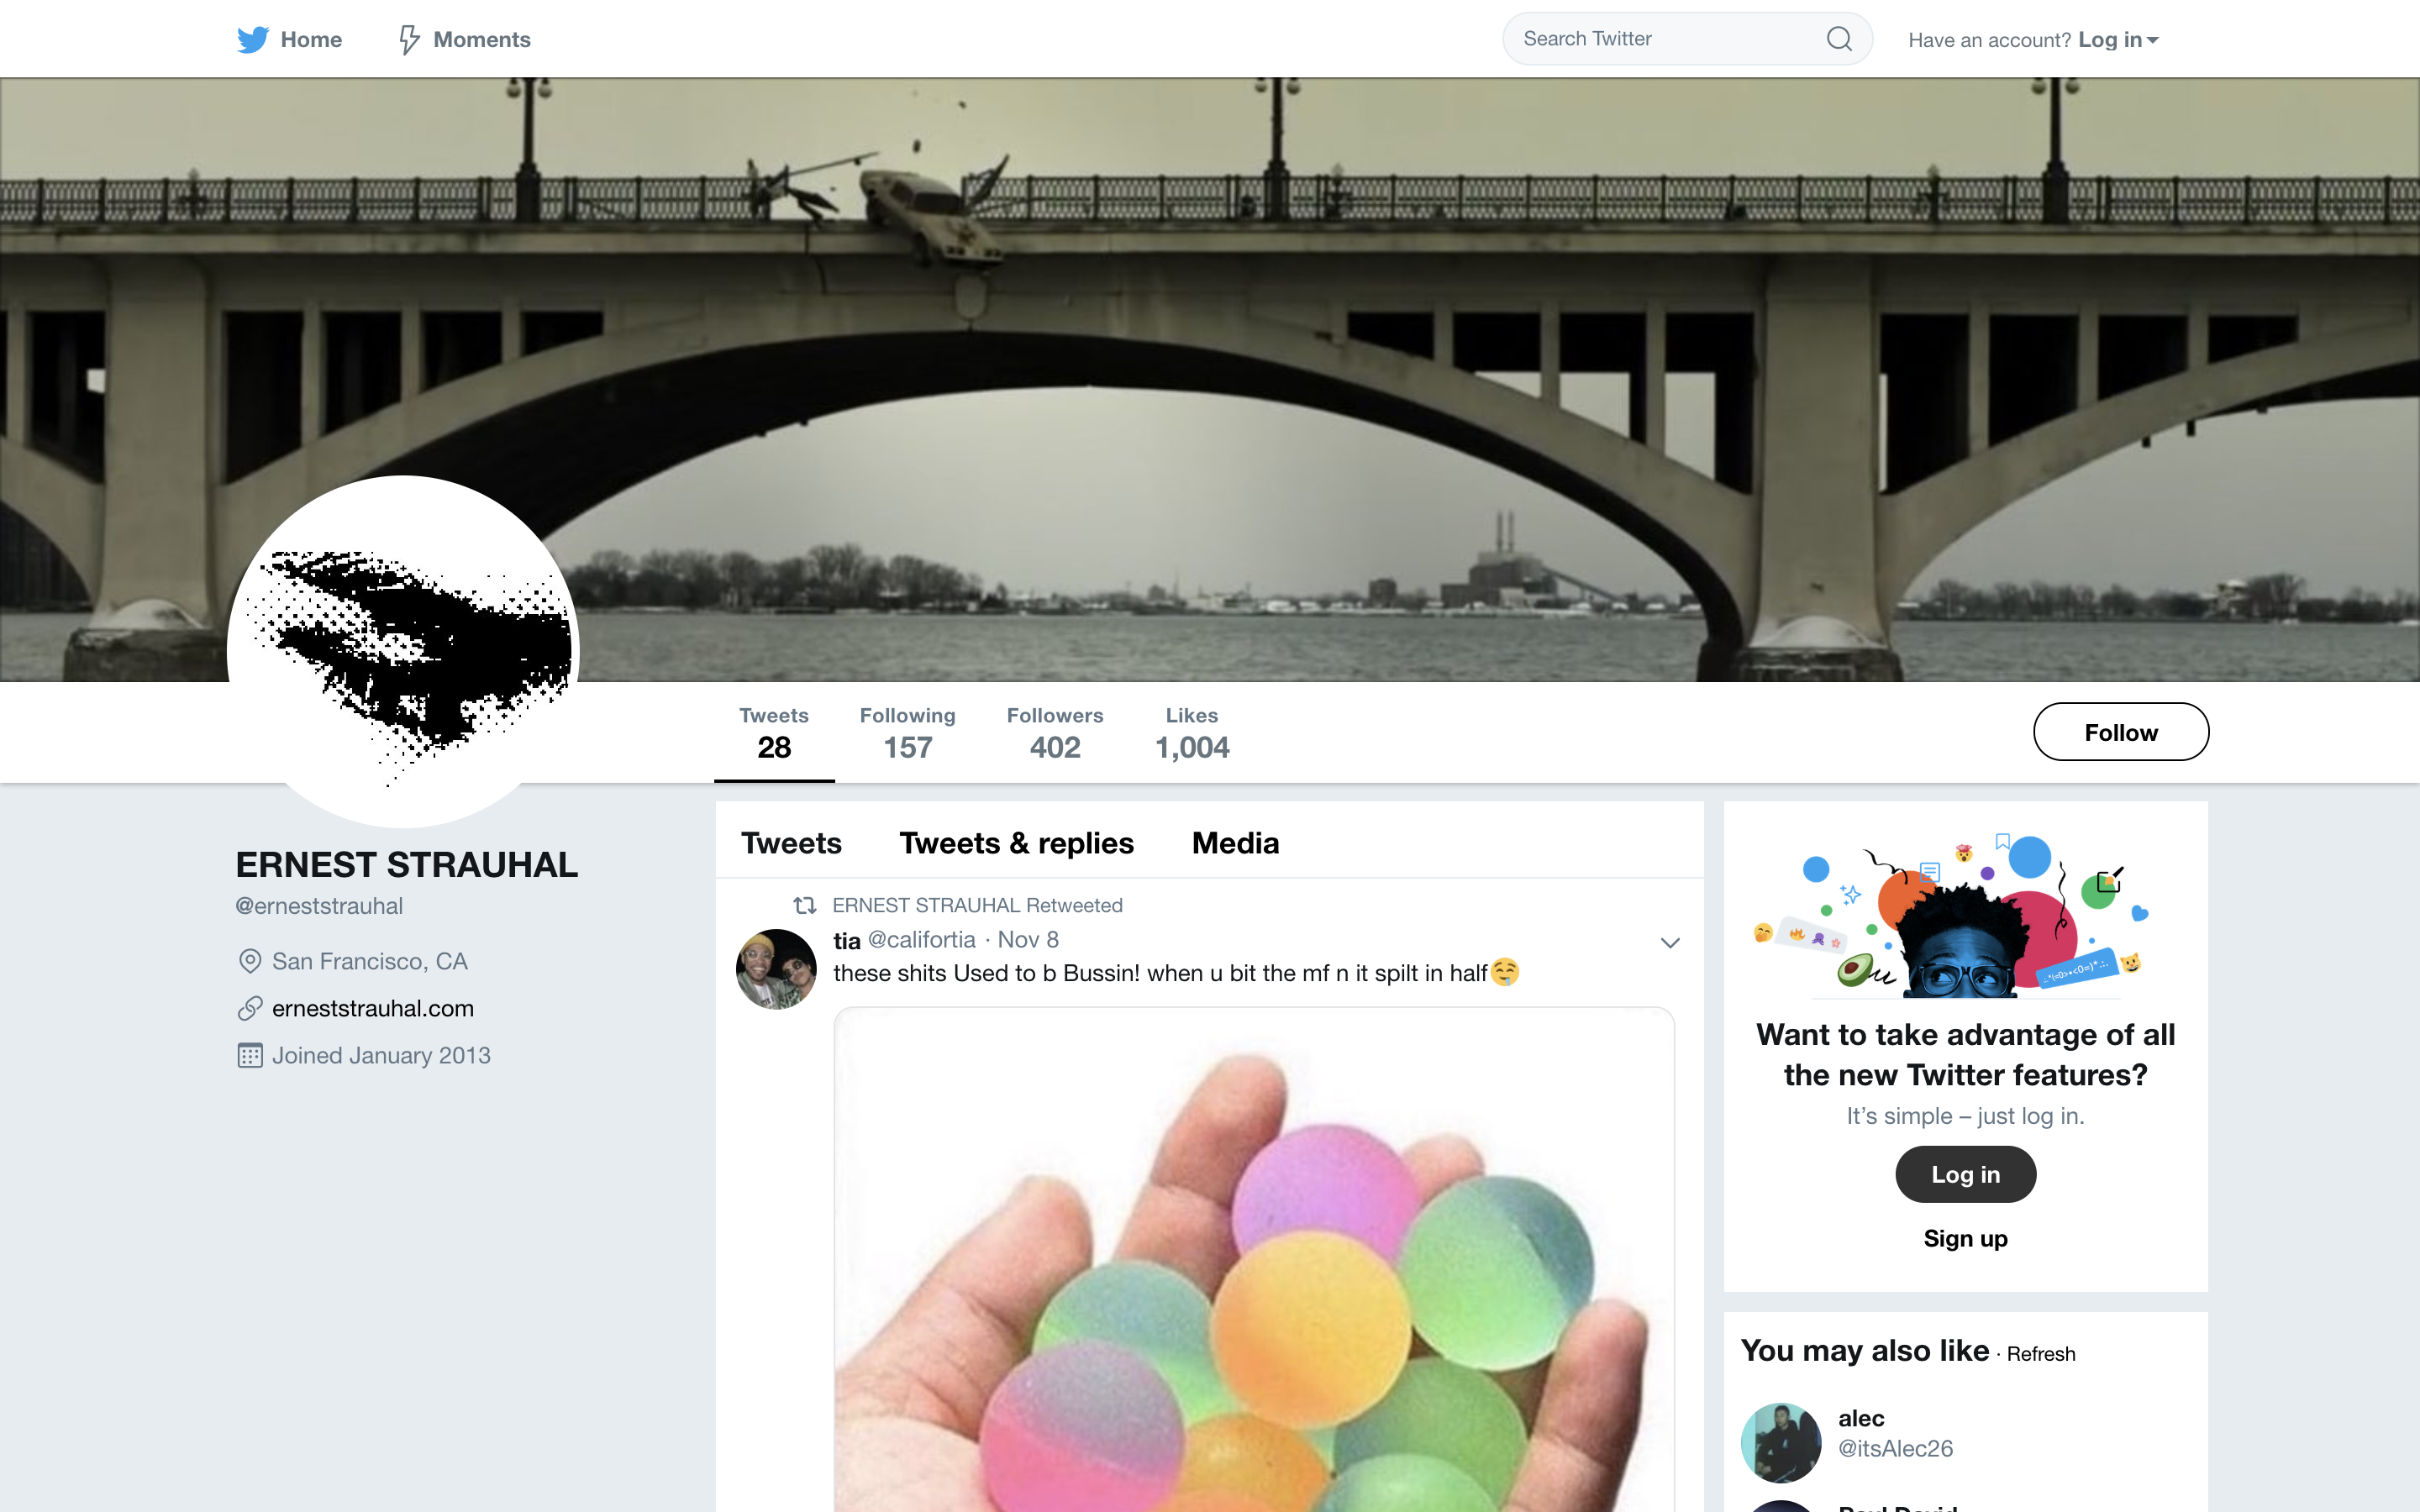 Home
Moments
Search Twitter
Have an account? Log in
Tweets
28
Following
157
Followers
402
Likes
1,004
Follow
ERNEST STRAUHAL
@erneststrauhal
San Francisco, CA
erneststrauhal.com
Joined January 2013
Tweets
Tweets & replies
Media
ERNEST STRAUHAL Retweeted
tia @califortia · Nov 8
these shits Used to b Bussin! when u bit the mf n it spilt in half🤤
Want to take advantage of all
the new Twitter features?
It’s simple – just log in.
Log in
Sign up
You may also like · Refresh
alec
@itsAlec26